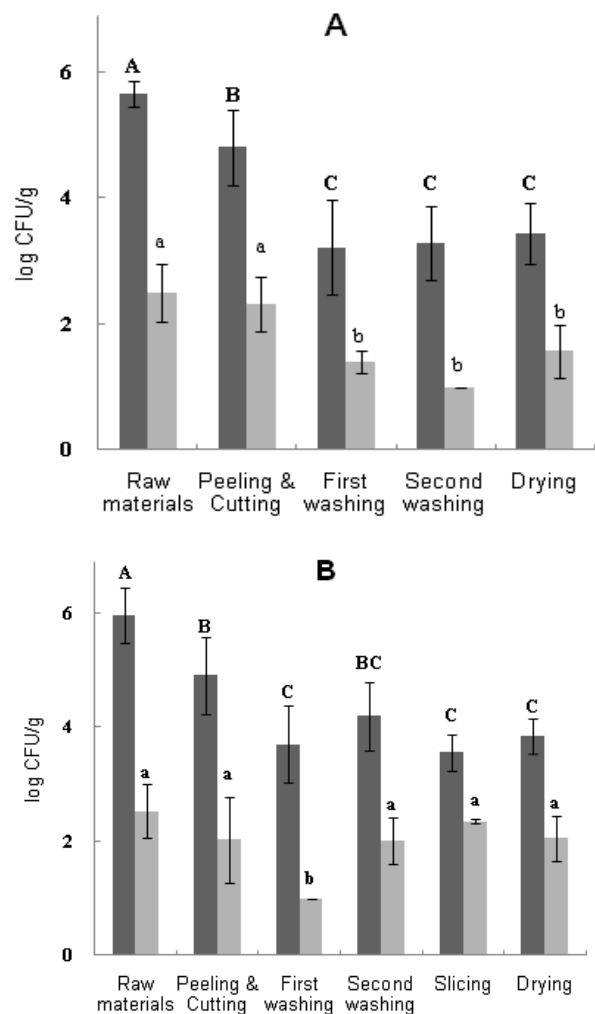 A
6
4
2
0
log CFU/g
A
a
B
a
C
b
C
b
C
b
Raw
materials
Peeling &
Cutting
First
washing
Second
washing
Drying
B
6
4
2
0
log CFU/g
A
a
B
a
C
b
BC
a
C
a
C
a
Raw
materials
Peeling &
Cutting
First
washing
Second
washing
Slicing
Drying